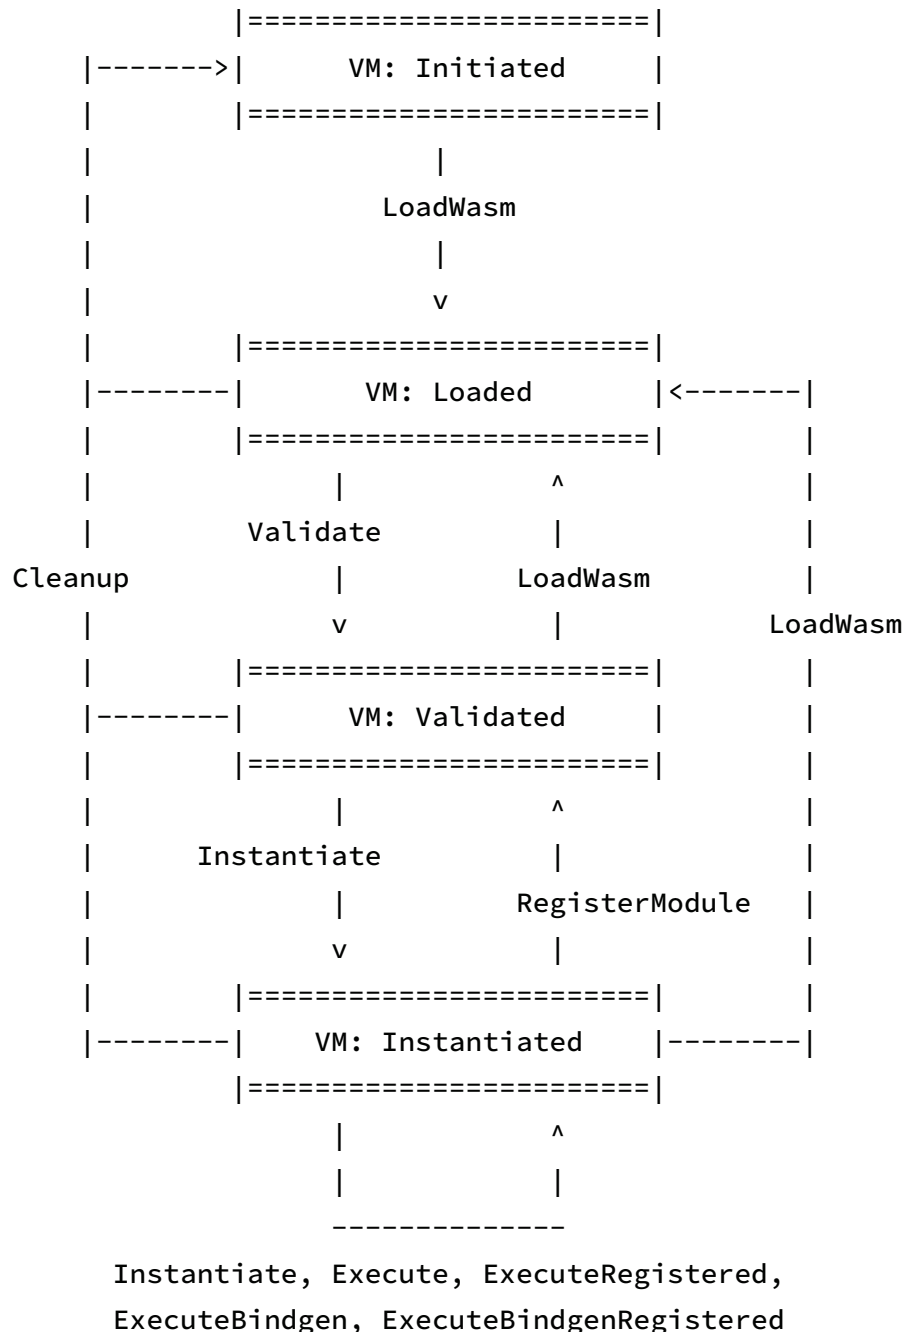 VM: Initiated
LoadWasm
VM: Loaded
Validate
Cleanup LoadWasm
LoadWasm
VM: Validated
Instantiate
RegisterModule
VM: Instantiated
Instantiate, Execute, ExecuteRegistered,
ExecuteBindgen, ExecuteBindgenRegistered